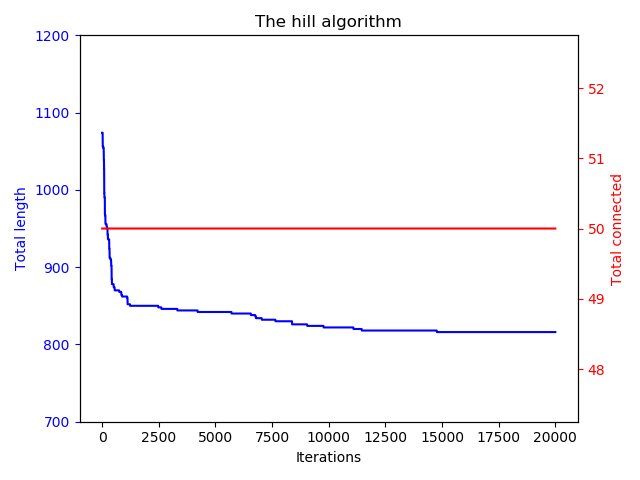 The hill algorithm
1200
1100
1000
900
800
700
Total length
52
51
50
49
48
Total connected
0 2500 5000 7500 10000 12500 15000 17500 20000
Iterations